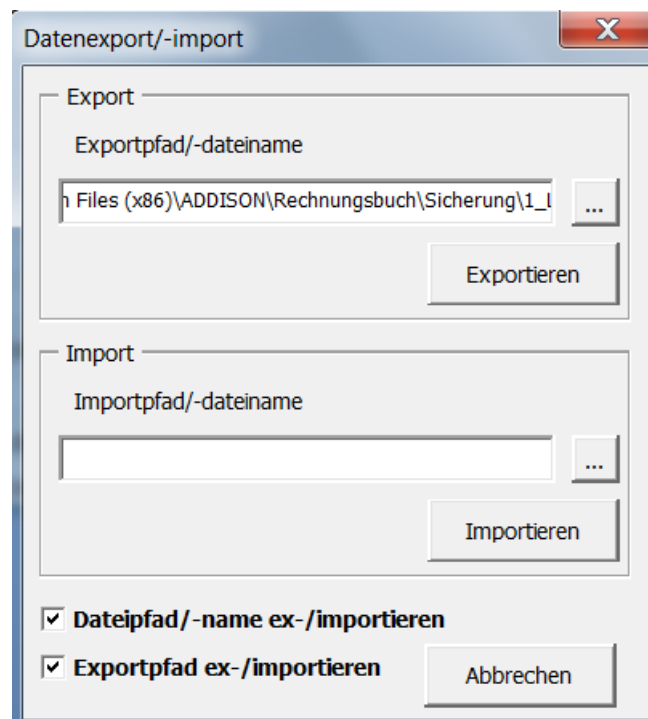 Datenexport/-import
Export
Exportpfad/-dateiname
Files (x86)\ADDISON\Rechnungsbuch\Sicherung\1_
...
Exportieren
Import
Importpfad/-dateiname
...
Importieren
Dateipfad/-name ex-/importieren
Exportpfad ex-/importieren
Abbrechen